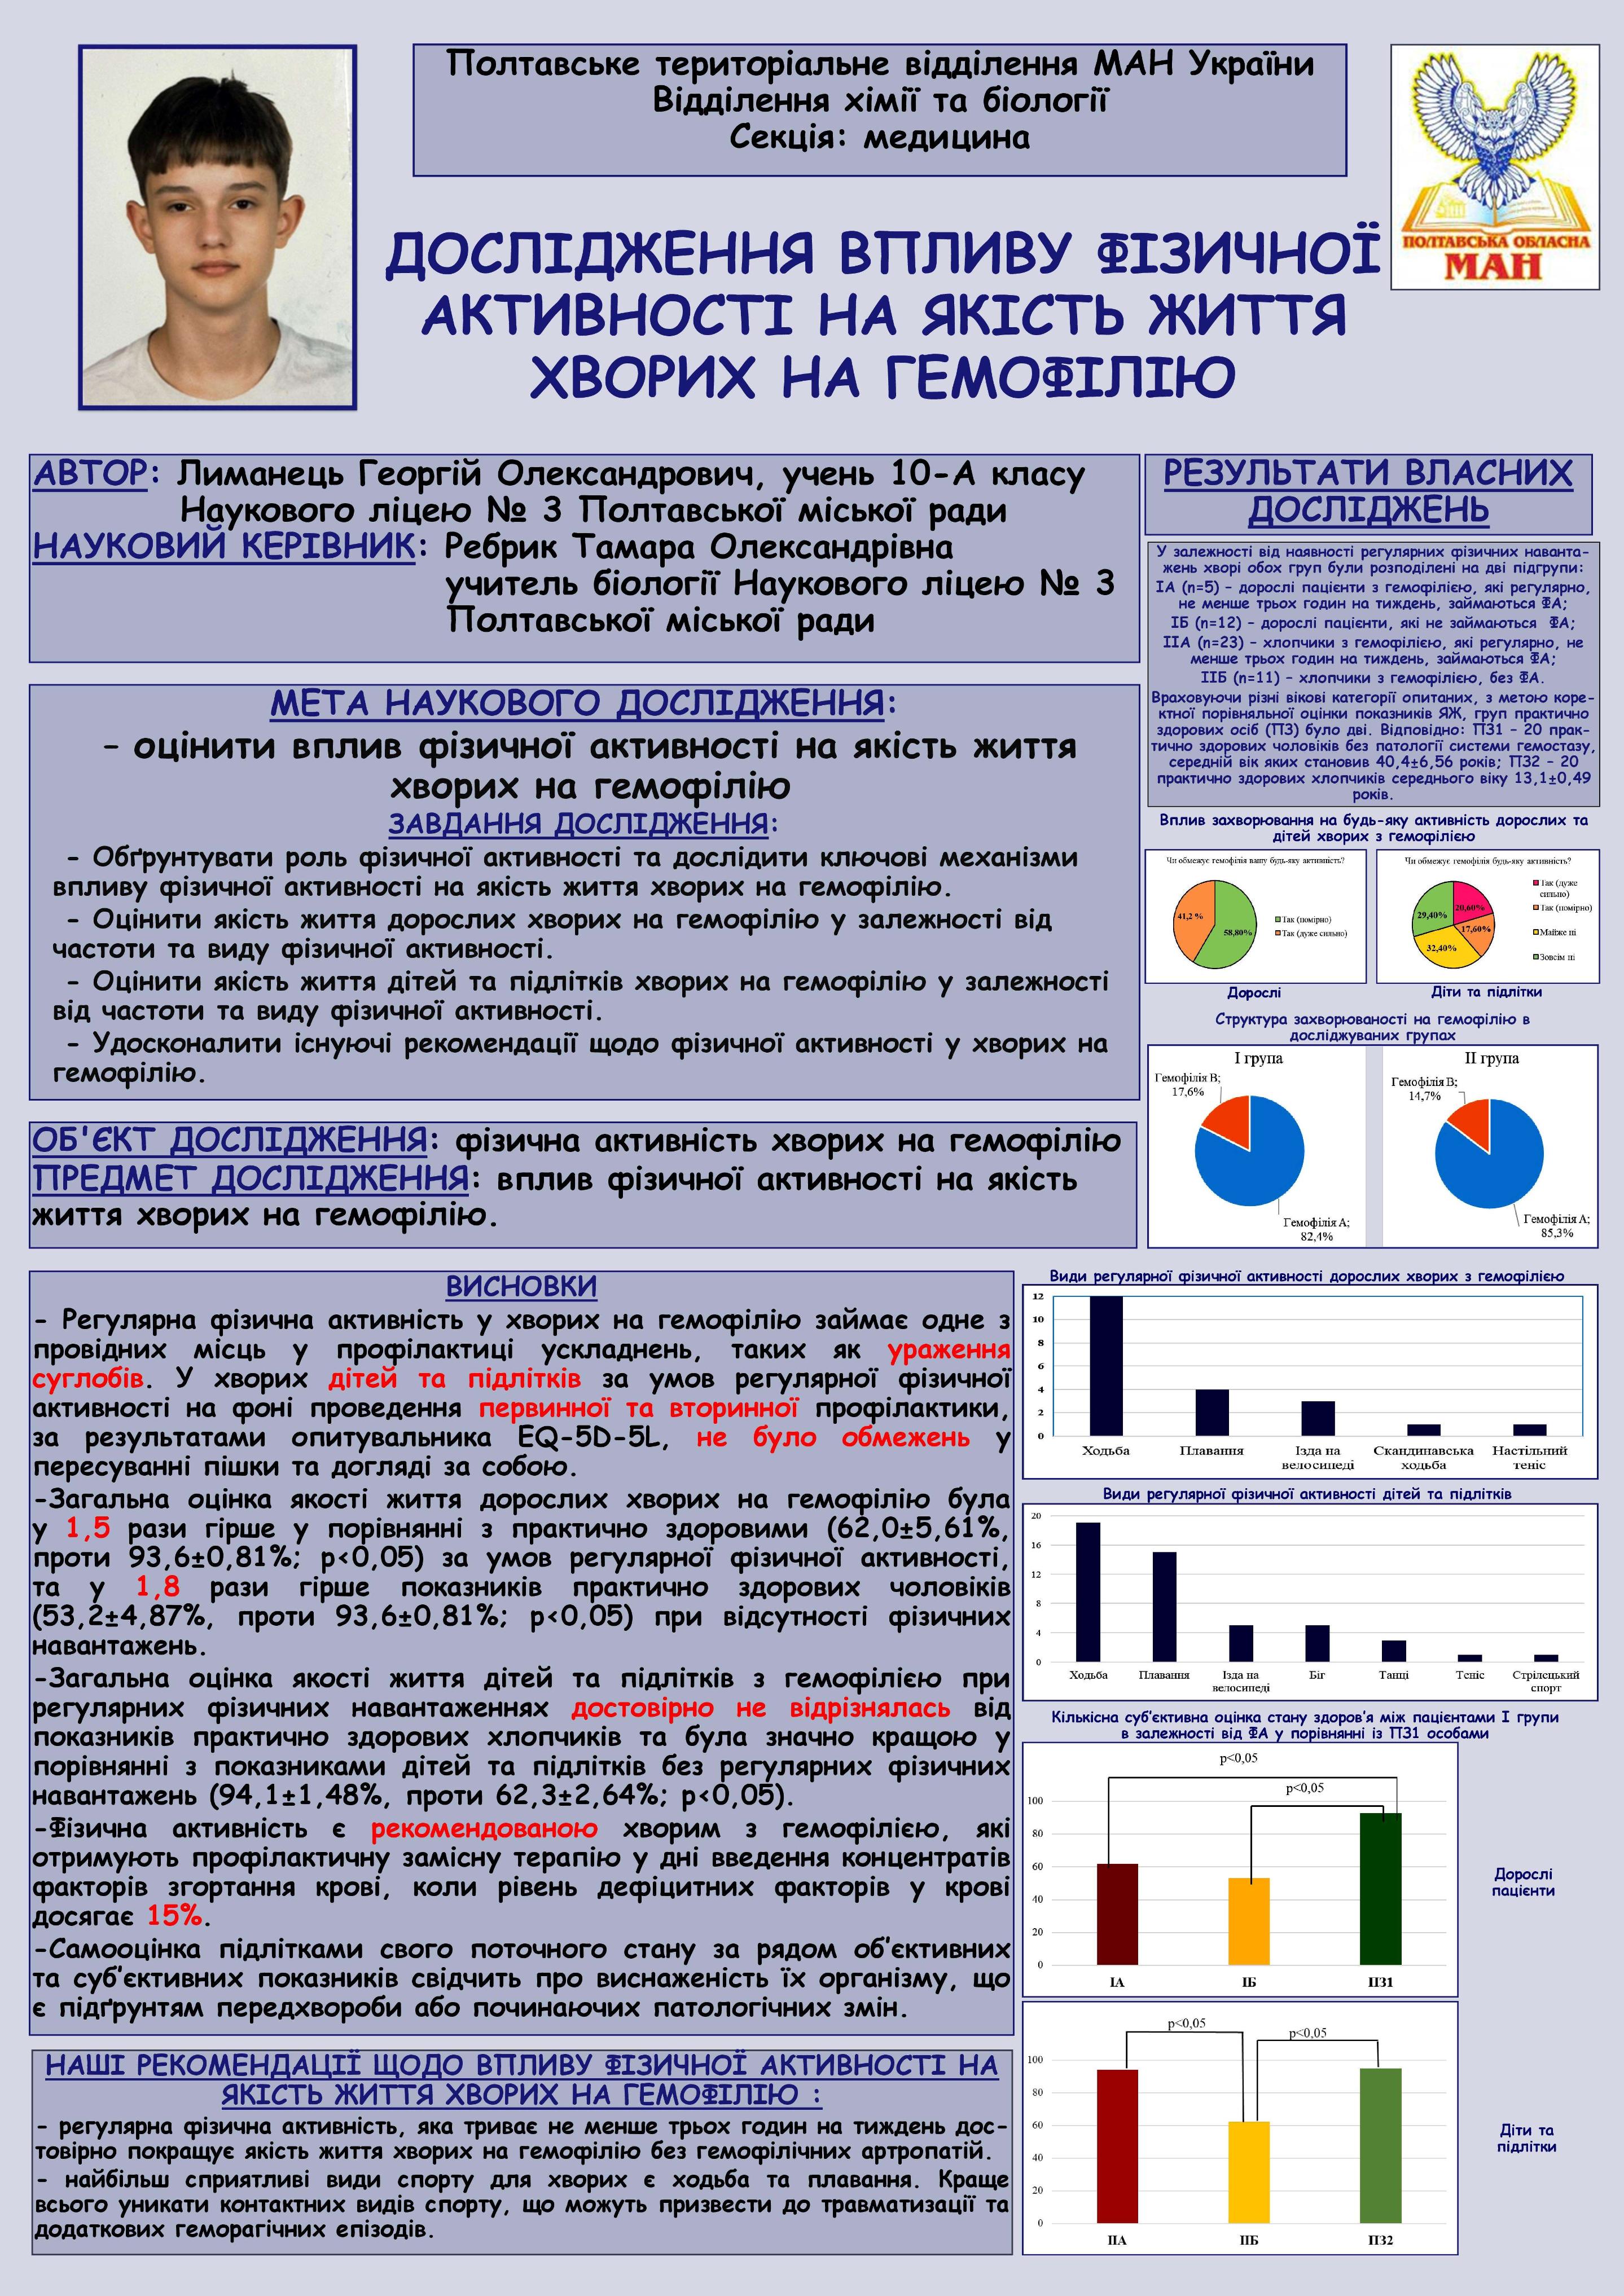 Полтавське територіальне відділення МАН України
Відділення хімії та біології
Секція: медицина
ПОЛТАВСЬКА ОБЛАСНА
МАН
ДОСЛІДЖЕННЯ ВПЛИВУ ФІЗИЧНОЇ
АКТИВНОСТІ НА ЯКІСТЬ ЖИТТЯ
ХВОРИХ НА ГЕМОФІЛІЮ
АВТОР: Лиманець Георгій Олександрович, учень 10-А класу
Наукового ліцею № 3 Полтавської міської ради
НАУКОВИЙ КЕРІВНИК: Ребрик Тамара Олександрівна
учитель біології Наукового ліцею № 3
Полтавської міської ради
МЕТА НАУКОВОГО ДОСЛІДЖЕННЯ:
– оцінити вплив фізичної активності на якість життя
хворих на гемофілію
ЗАВДАННЯ ДОСЛІДЖЕННЯ:
- Обґрунтувати роль фізичної активності та дослідити ключові механізми
впливу фізичної активності на якість життя хворих на гемофілію.
- Оцінити якість життя дорослих хворих на гемофілію у залежності від
частоти та виду фізичної активності.
- Оцінити якість життя дітей та підлітків хворих на гемофілію у залежності
від частоти та виду фізичної активності.
- Удосконалити існуючі рекомендації щодо фізичної активності у хворих на
гемофілію.
ОБ'ЄКТ ДОСЛІДЖЕННЯ: фізична активність хворих на гемофілію
ПРЕДМЕТ ДОСЛІДЖЕННЯ: вплив фізичної активності на якість
життя хворих на гемофілію.
РЕЗУЛЬТАТИ ВЛАСНИХ
ДОСЛІДЖЕНЬ
У залежності від наявності регулярних фізичних наванта-
жень хворі обох груп були розподілені на дві підгрупи:
ІА (n=5) – дорослі пацієнти з гемофілією, які регулярно,
не менше трьох годин на тиждень, займаються ФА;
ІБ (n=12) – дорослі пацієнти, які не займаються ФА;
ІІА (n=23) – хлопчики з гемофілією, які регулярно, не
менше трьох годин на тиждень, займаються ФА;
ІІБ (n=11) – хлопчики з гемофілією, без ФА.
Враховуючи різні вікові категорії опитаних, з метою коре-
ктної порівняльної оцінки показників ЯЖ, груп практично
здорових осіб (ПЗ) було дві. Відповідно: ПЗ1 – 20 прак-
тично здорових чоловіків без патології системи гемостазу,
середній вік яких становив 40,4±6,56 років; ПЗ2 – 20
практично здорових хлопчиків середнього віку 13,1±0,49
років.
Вплив захворювання на будь-яку активність дорослих та
дітей хворих з гемофілією
Чи обмежує гемофілія вашу будь-яку активність?
41,2 %
58,80%
Так (помірно)
Так (дуже сильно)
Чи обмежує гемофілія будь-яку активність?
29,40%
20,60%
17,60%
32,40%
Так (дуже
сильно)
Так (помірно)
Майже ні
Зовсім ні
Дорослі
Діти та підлітки
Структура захворюваності на гемофілію в
досліджуваних групах
І група
Гемофілія В;
17,6%
Гемофілія А;
82,4%
ІІ група
Гемофілія В;
14,7%
Гемофілія А;
85,3%
ВИСНОВКИ
- Регулярна фізична активність у хворих на гемофілію займає одне з
провідних місць у профілактиці ускладнень, таких як ураження
суглобів. У хворих дітей та підлітків за умов регулярної фізичної
активності на фоні проведення первинної та вторинної профілактики,
за результатами опитувальника EQ-5D-5L, не було обмежень у
пересуванні пішки та догляді за собою.
-Загальна оцінка якості життя дорослих хворих на гемофілію була
у 1,5 рази гірше у порівнянні з практично здоровими (62,0±5,61%,
проти 93,6±0,81%; p<0,05) за умов регулярної фізичної активності,
та у 1,8 рази гірше показників практично здорових чоловіків
(53,2±4,87%, проти 93,6±0,81%; p<0,05) при відсутності фізичних
навантажень.
-Загальна оцінка якості життя дітей та підлітків з гемофілією при
регулярних фізичних навантаженнях достовірно не відрізнялась від
показників практично здорових хлопчиків та була значно кращою у
порівнянні з показниками дітей та підлітків без регулярних фізичних
навантажень (94,1±1,48%, проти 62,3±2,64%; p<0,05).
-Фізична активність є рекомендованою хворим з гемофілією, які
отримують профілактичну замісну терапію у дні введення концентратів
факторів згортання крові, коли рівень дефіцитних факторів у крові
досягає 15%.
-Самооцінка підлітками свого поточного стану за рядом об’єктивних
та суб’єктивних показників свідчить про виснаженість їх організму, що
є підґрунтям передхвороби або починаючих патологічних змін.
НАШІ РЕКОМЕНДАЦІЇ ЩОДО ВПЛИВУ ФІЗИЧНОЇ АКТИВНОСТІ НА
ЯКІСТЬ ЖИТТЯ ХВОРИХ НА ГЕМОФІЛІЮ :
- регулярна фізична активність, яка триває не менше трьох годин на тиждень дос-
товірно покращує якість життя хворих на гемофілію без гемофілічних артропатій.
- найбільш сприятливі види спорту для хворих є ходьба та плавання. Краще
всього уникати контактних видів спорту, що можуть призвести до травматизації та
додаткових геморагічних епізодів.
Види регулярної фізичної активності дорослих хворих з гемофілією
12
10
8
6
4
2
0
Ходьба
Плавання
Їзда на
велосипеді
Скандинавська
ходьба
Настільний
теніс
Види регулярної фізичної активності дітей та підлітків
20
16
12
8
4
0
Ходьба
Плавання
Їзда на
велосипеді
Біг
Танці
Теніс
Стрілецький
спорт
Кількісна суб’єктивна оцінка стану здоров’я між пацієнтами І групи
в залежності від ФА у порівнянні із ПЗ1 особами
p<0,05
p<0,05
100
80
60
40
20
0
ІА
ІБ
ПЗ1
Дорослі
пацієнти
p<0,05
p<0,05
100
80
60
40
20
0
ІІА
ІІБ
ПЗ2
Діти та
підлітки